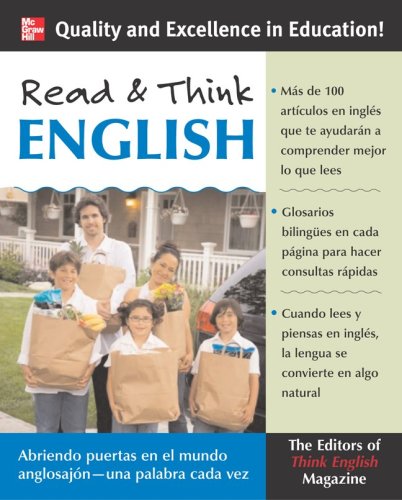 Mc
Graw
Hill
Quality and Excellence in Education!
Read & Think
ENGLISH
• Más de 100
artículos en inglés
que te ayudarán a
comprender mejor
lo que lees
• Glosarios
bilingües en cada
página para hacer
consultas rápidas
• Cuando lees y
piensas en inglés,
la lengua se
convierte en algo
natural
Abriendo puertas en el mundo
anglosajón—una palabra cada vez
The Editors of
Think English
Magazine